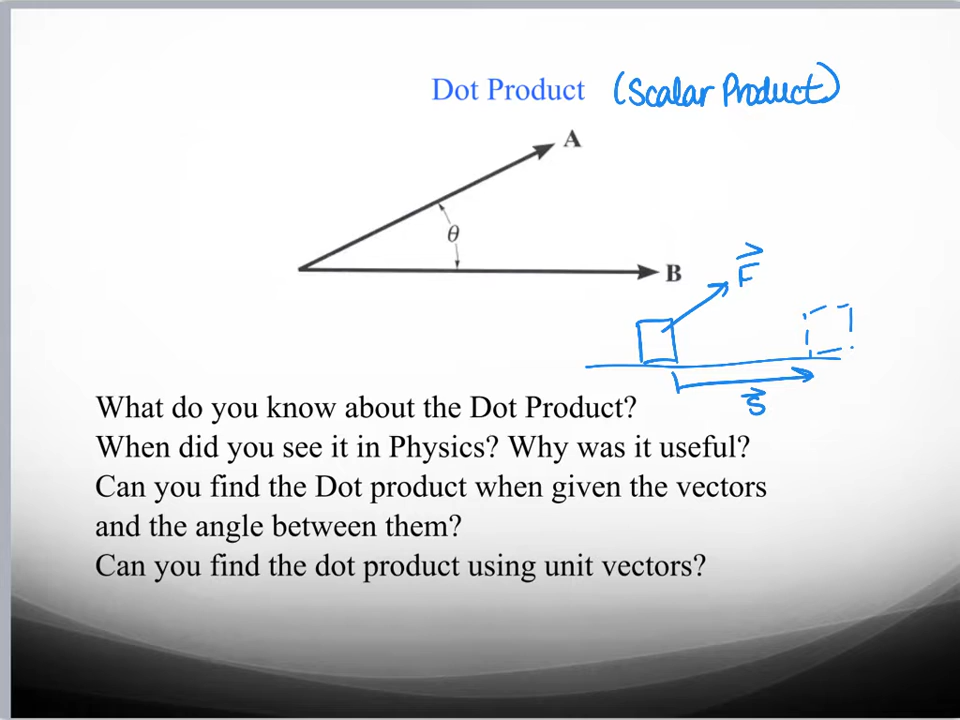 Dot Product (Scalar Product)
A
θ
B
F
S
What do you know about the Dot Product?
When did you see it in Physics? Why was it useful?
Can you find the Dot product when given the vectors
and the angle between them?
Can you find the dot product using unit vectors?